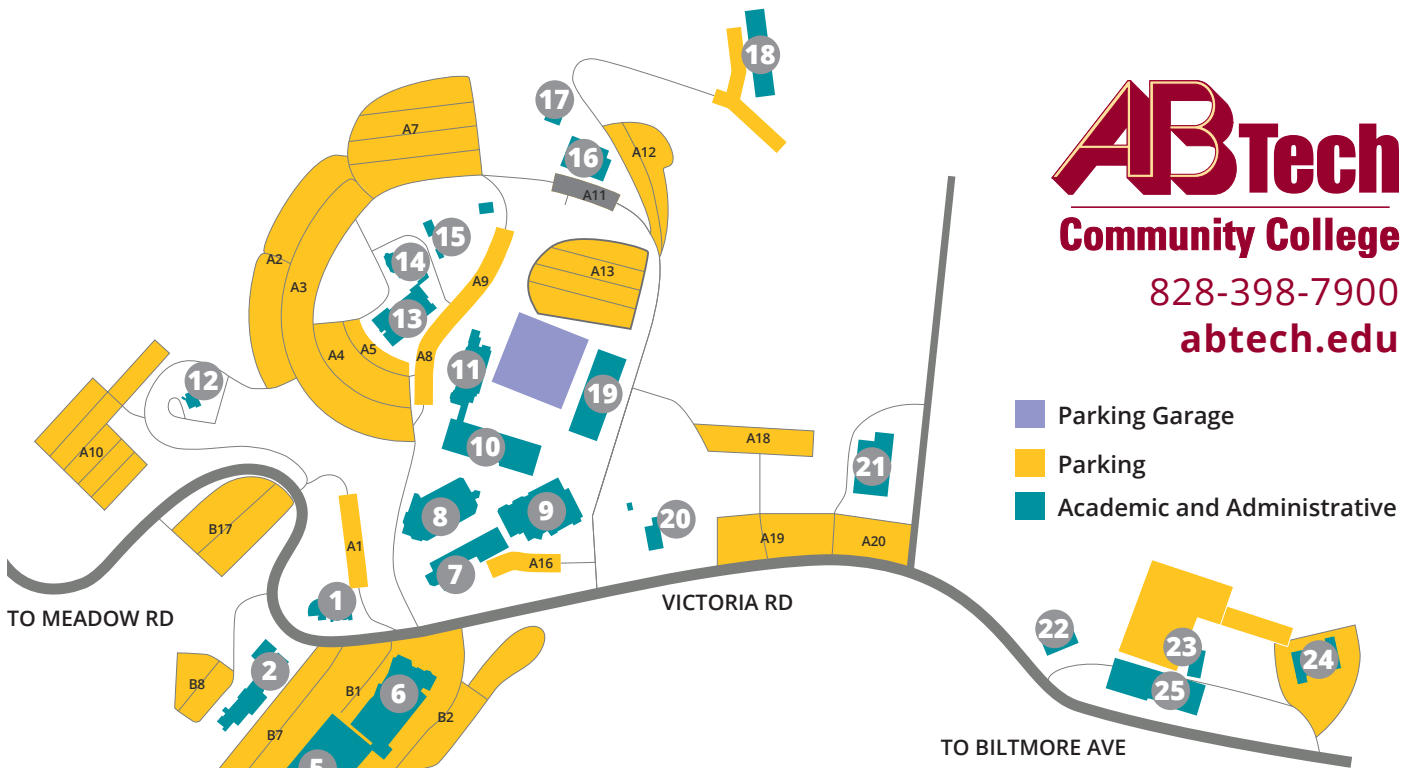 AB Tech
Community College
828-398-7900
abtech.edu
Parking Garage
Parking
Academic and Administrative
18
17
A7
16
A12
A11
15
14
A2
A3
A9
A13
13
A4
A5
A8
11
12
19
10
A18
A10
21
8
9
B17
A1
20
A19
A20
7
A16
1
VICTORIA RD
TO MEADOW RD
22
23
24
2
B8
B1
6
25
B2
B7
TO BILTMORE AVE
5